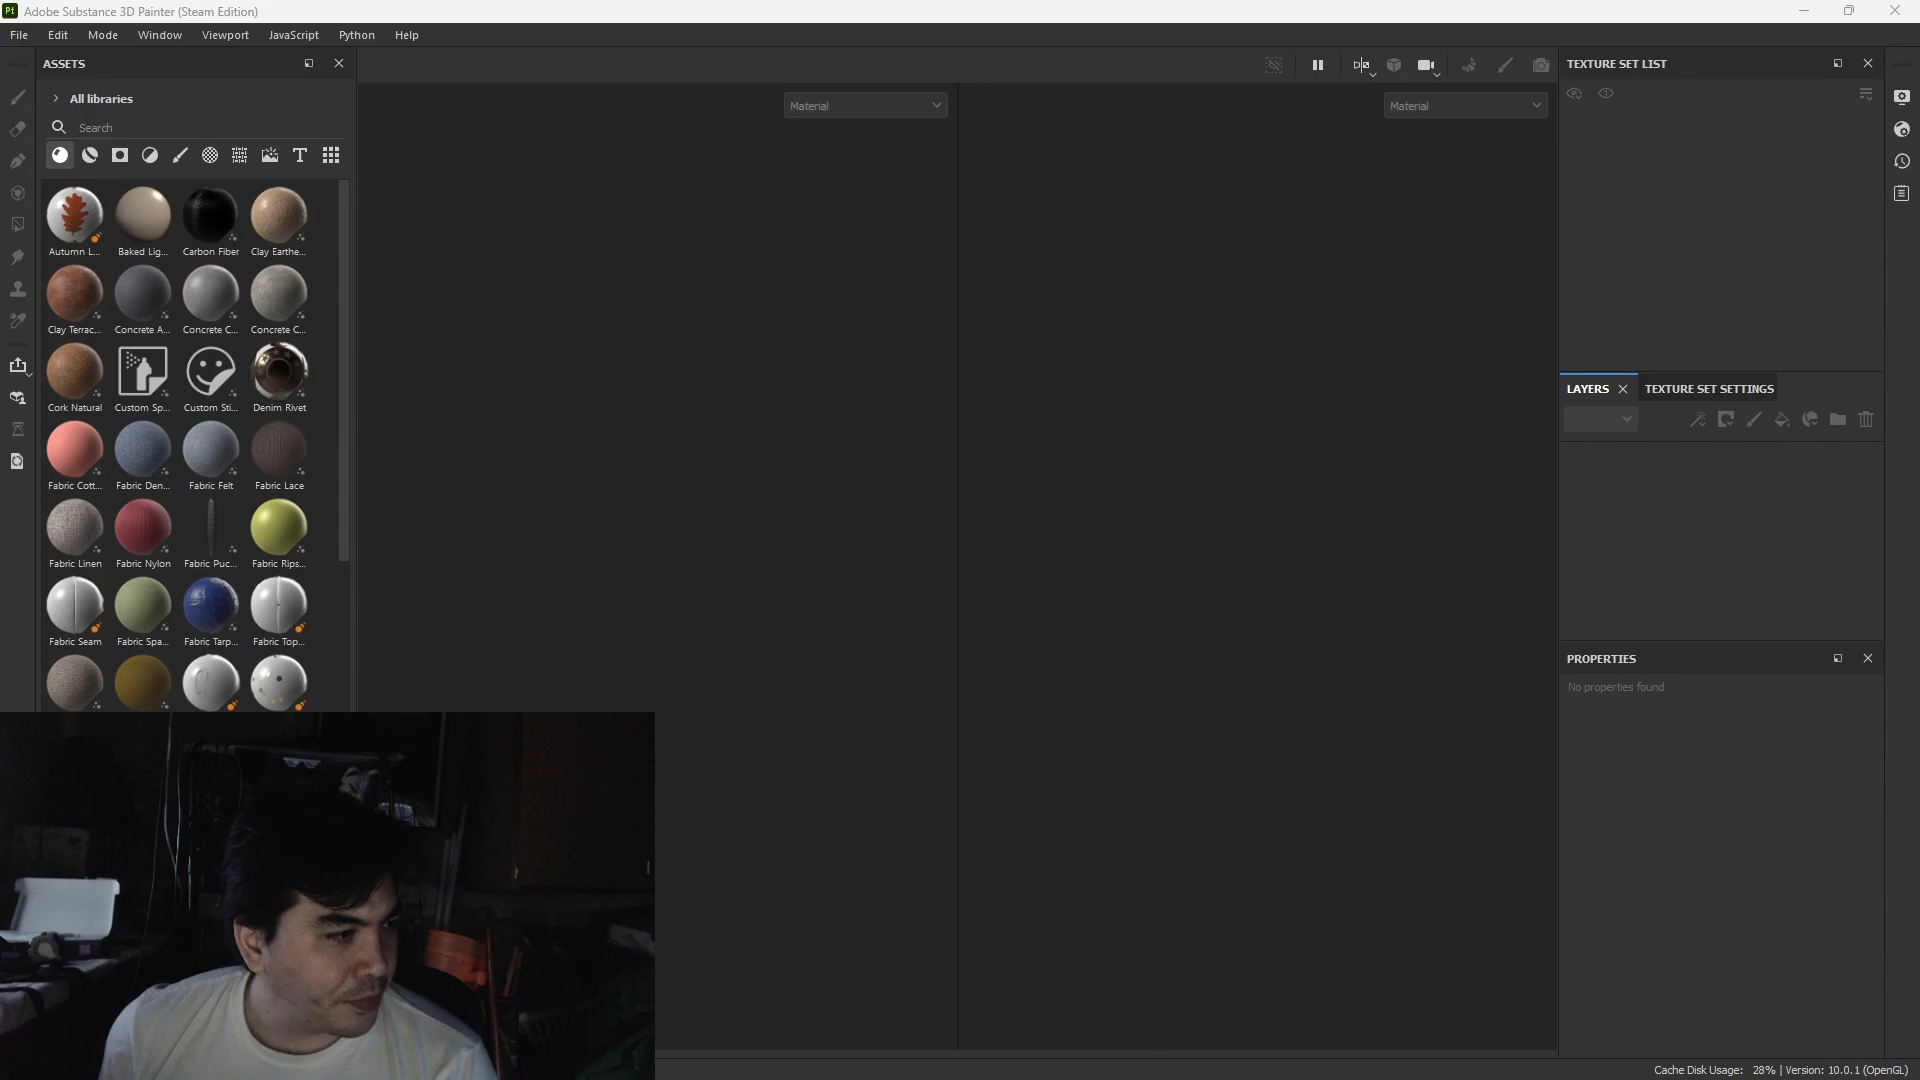 Pt Adobe Substance 3D Painter (Steam Edition)
File Edit Mode Window Viewport JavaScript Python Help
ASSETS
All libraries
Search
Autumn L... Baked Lig... Carbon Fiber Clay Earthe...
Clay Terrac... Concrete A... Concrete C... Concrete C...
Cork Natural Custom Sp... Custom Sti... Denim Rivet
Fabric Cott... Fabric Den... Fabric Felt Fabric Lace
Fabric Linen Fabric Nylon Fabric Puc... Fabric Rips...
Fabric Seam Fabric Spa... Fabric Tarp... Fabric Top...
Material
Material
TEXTURE SET LIST
LAYERS TEXTURE SET SETTINGS
PROPERTIES
No properties found
Cache Disk Usage: 28% | Version: 10.0.1 (OpenGL)